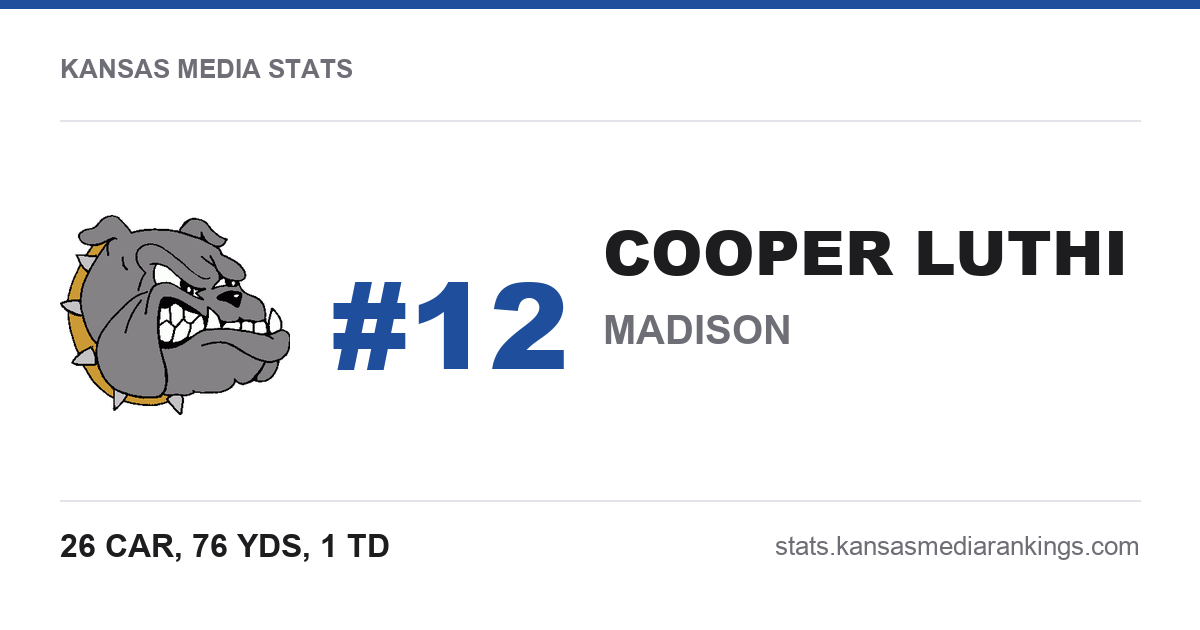 KANSAS MEDIA STATS
#12
COOPER LUTHI
MADISON
26 CAR, 76 YDS, 1 TD
stats.kansasmediarankings.com